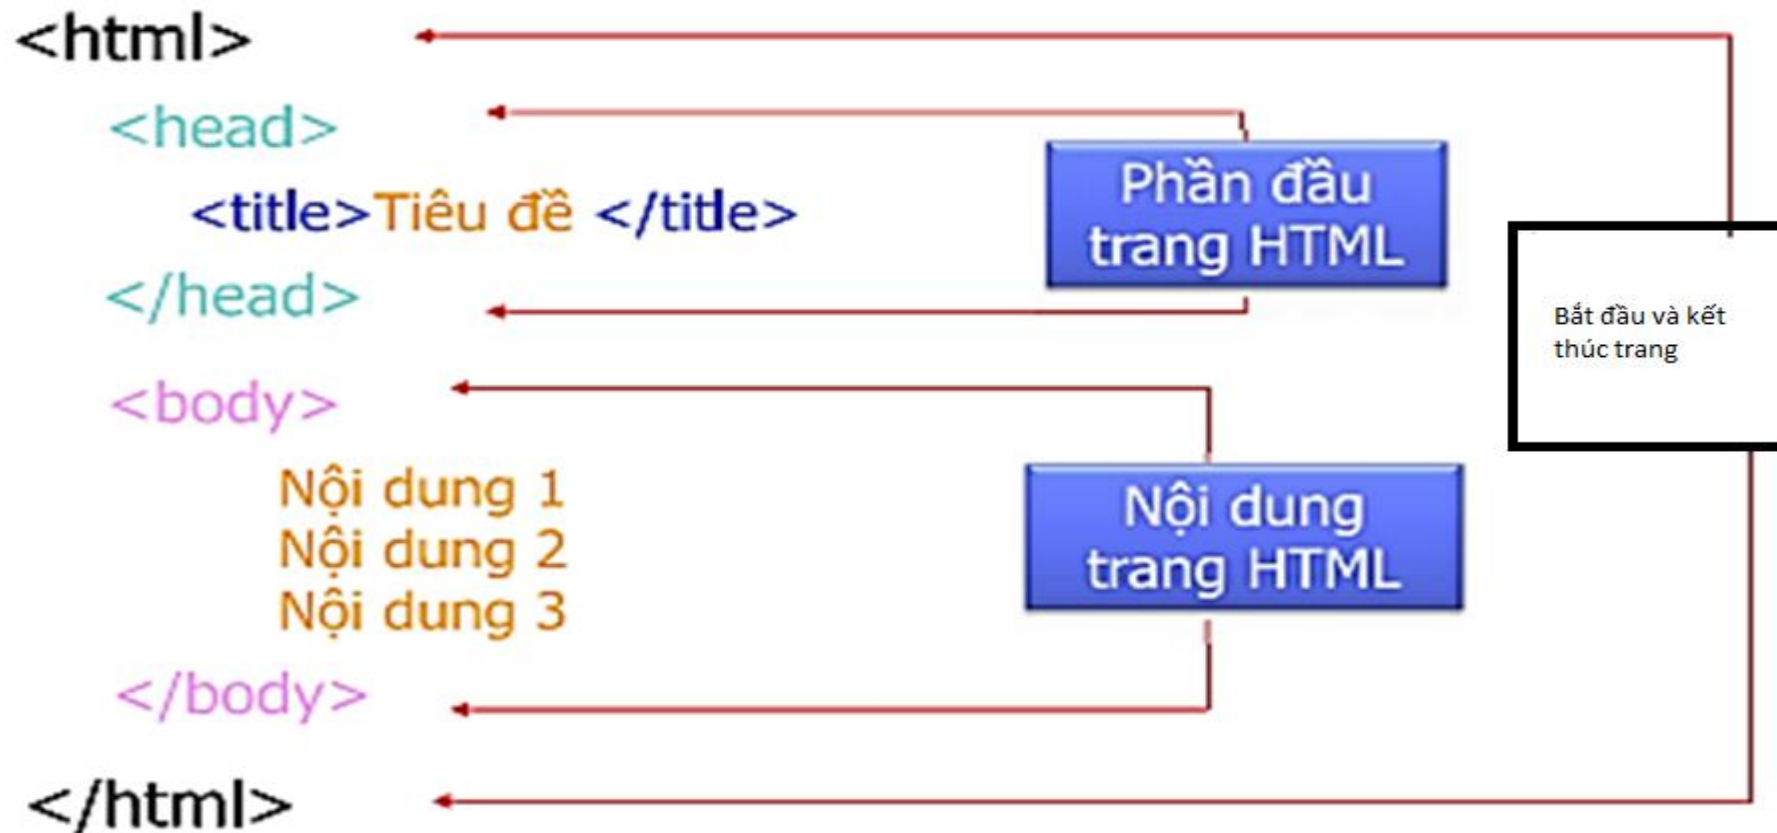 <html>
<head>
<title>Tiêu đề </title>
</head>
<body>
Nội dung 1
Nội dung 2
Nội dung 3
</body>
</html>
Phần đầu
trang HTML
Nội dung
trang HTML
Bắt đầu và kết
thúc trang